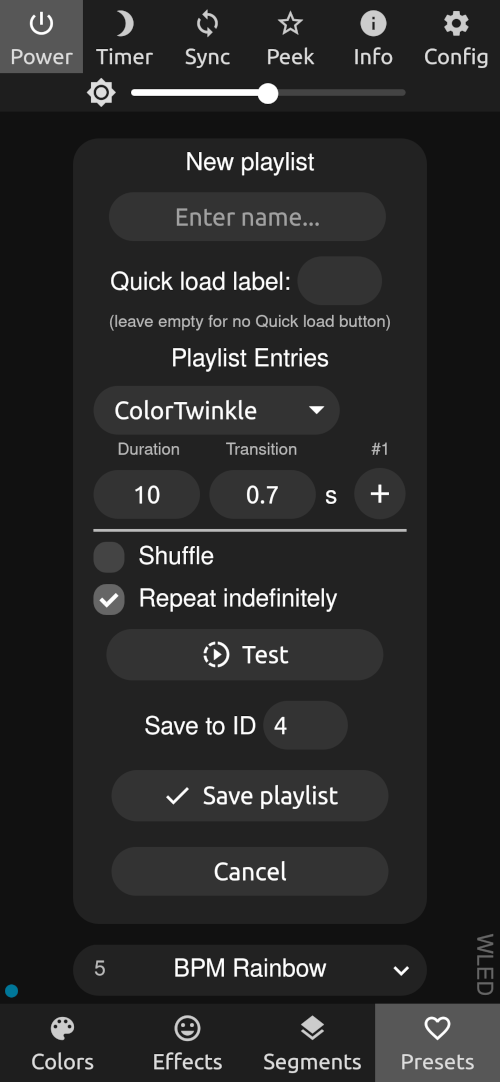 Power Timer Sync Peek Info Config
New playlist
Enter name...
Quick load label:
(leave empty for no Quick load button)
Playlist Entries
ColorTwinkle
Duration Transition #1
10 0.7 s +
Shuffle
Repeat indefinitely
Test
Save to ID 4
Save playlist
Cancel
5 BPM Rainbow
WLED
Colors Effects Segments Presets